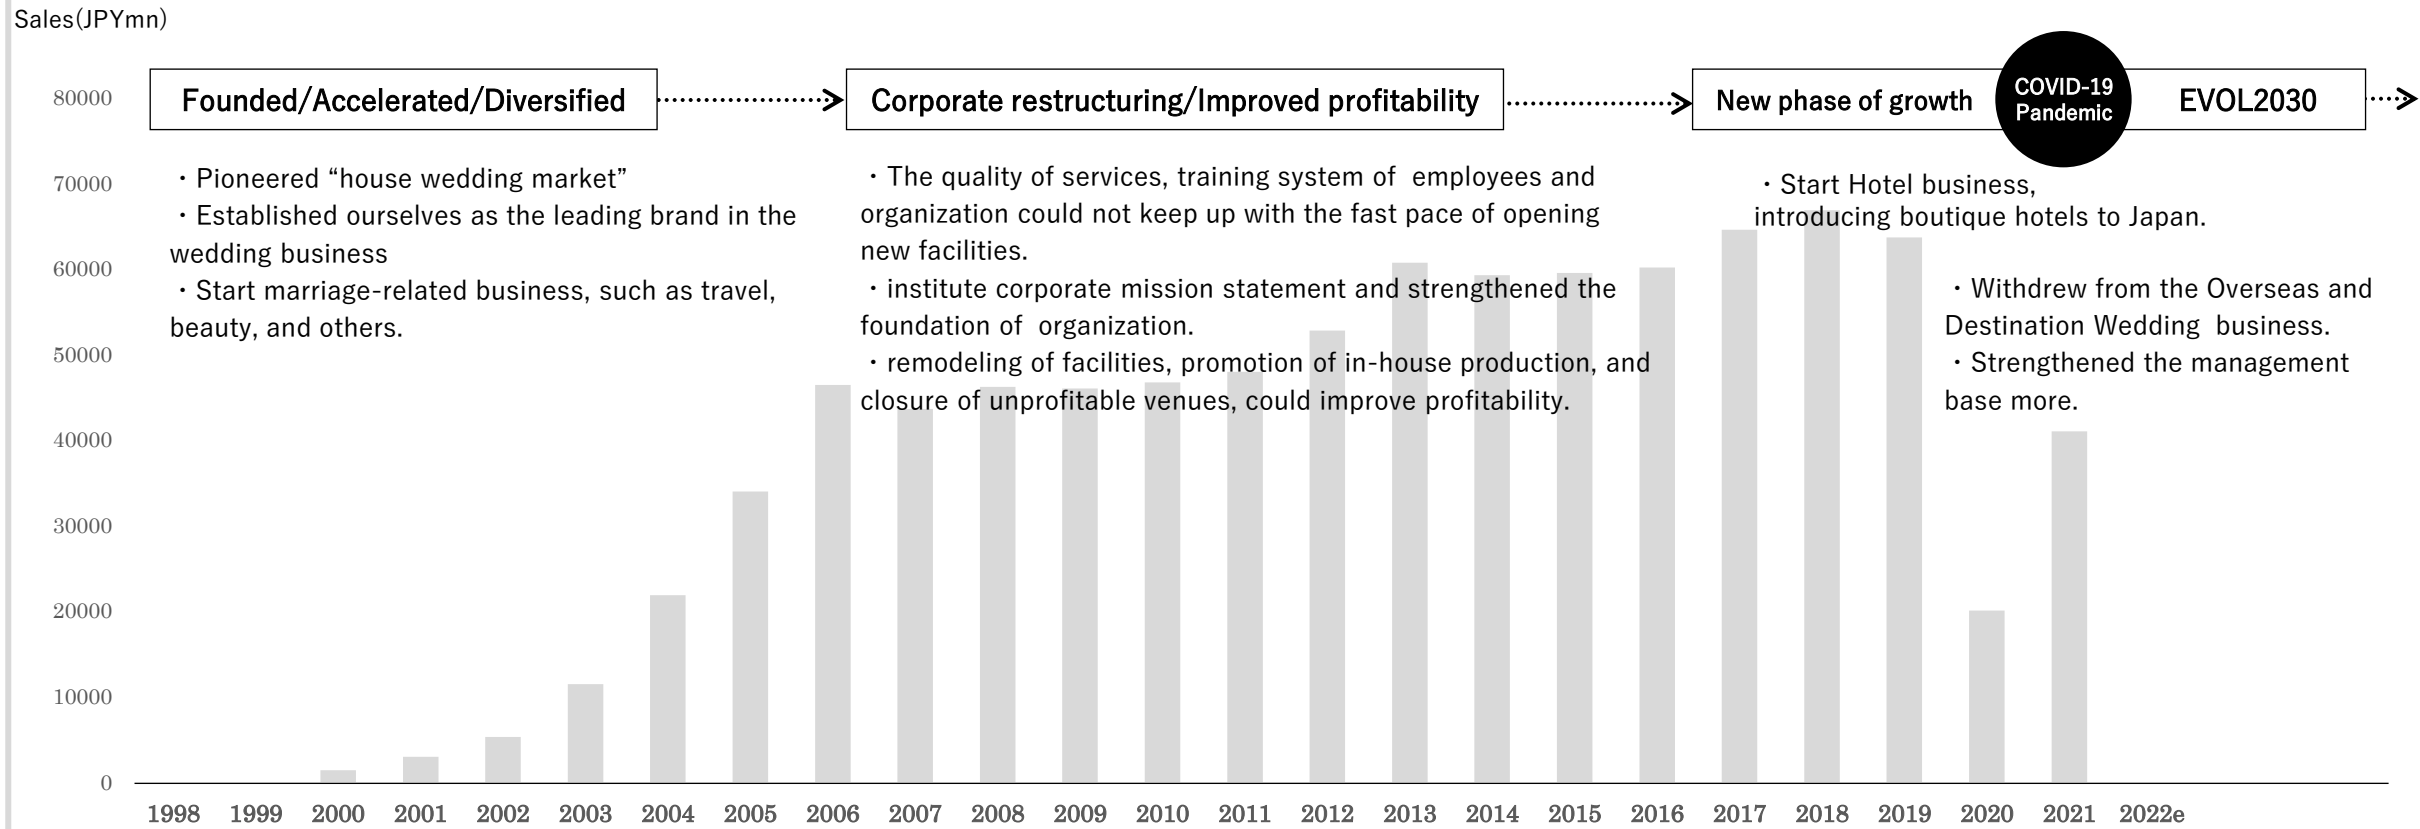 Sales(JPYmn)
Founded/Accelerated/Diversified
Corporate restructuring/Improved profitability
New phase of growth
COVID-19
Pandemic
EVOL2030
・Pioneered “house wedding market”
・Established ourselves as the leading brand in the
wedding business
・Start marriage-related business, such as travel,
beauty, and others.
・The quality of services, training system of employees and
organization could not keep up with the fast pace of opening
new facilities.
・institute corporate mission statement and strengthened the
foundation of organization.
・remodeling of facilities, promotion of in-house production, and
closure of unprofitable venues, could improve profitability.
・Start Hotel business,
introducing boutique hotels to Japan.
・Withdrew from the Overseas and
Destination Wedding business.
・Strengthened the management
base more.
80000
70000
60000
50000
40000
30000
20000
10000
0
1998 1999 2000 2001 2002 2003 2004 2005 2006 2007 2008 2009 2010 2011 2012 2013 2014 2015 2016 2017 2018 2019 2020 2021 2022e